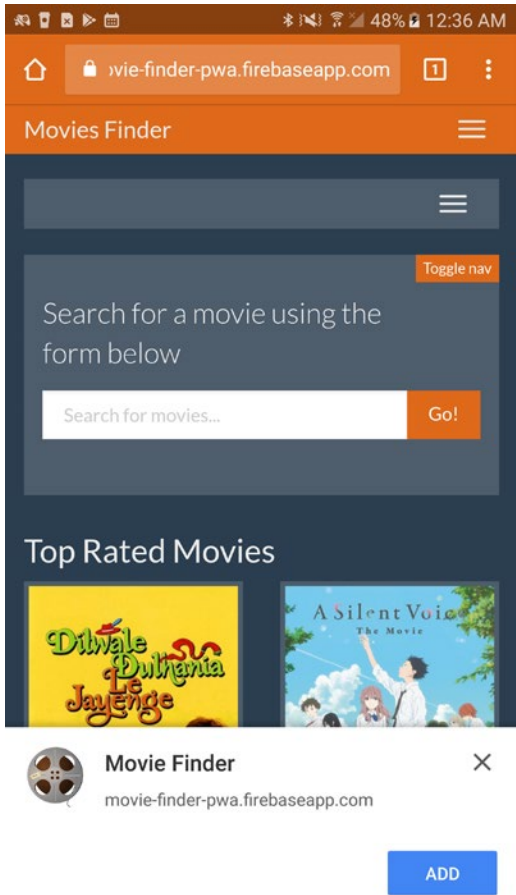 48% 12:36 AM
ovie-finder-pwa.firebaseapp.com 1
Movies Finder
Toggle nav
Search for a movie using the
form below
Search for movies... Go!
Top Rated Movies
Dilwale
Dulhania
Le
Jayenge
A Silent Voice
The Movie
Movie Finder
movie-finder-pwa.firebaseapp.com
ADD